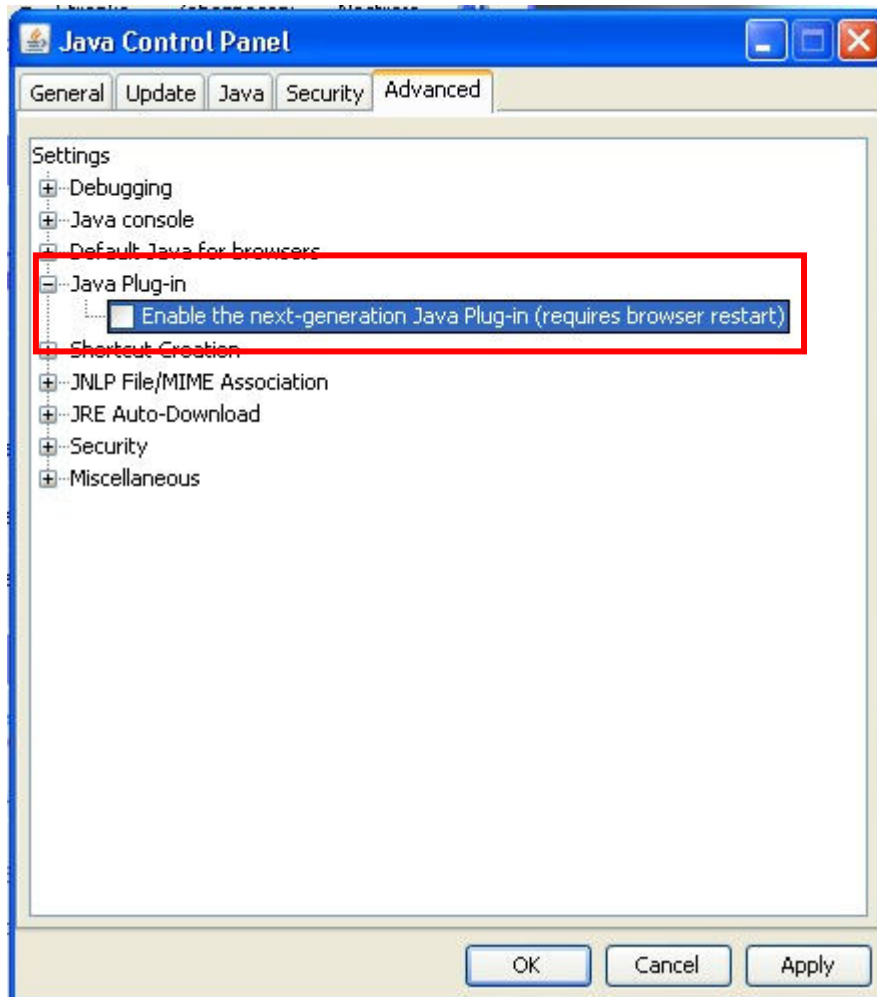 Java Control Panel
General Update Java Security Advanced
Settings
Debugging
Java console
Default Java for browsers
Java Plug-in
Enable the next-generation Java Plug-in (requires browser restart)
Shortcut Creation
JNLP File/MIME Association
JRE Auto-Download
Security
Miscellaneous
OK Cancel Apply